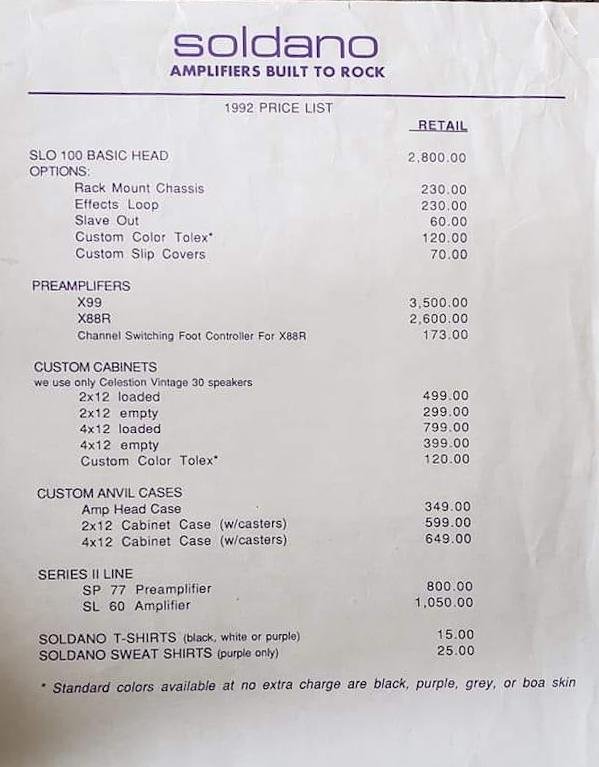 soldano
AMPLIFIERS BUILT TO ROCK
1992 PRICE LIST
RETAIL
SLO 100 BASIC HEAD 2,800.00
OPTIONS:
Rack Mount Chassis 230.00
Effects Loop 230.00
Slave Out 60.00
Custom Color Tolex* 120.00
Custom Slip Covers 70.00
PREAMPLIFERS
X99 3,500.00
X88R 2,600.00
Channel Switching Foot Controller For X88R 173.00
CUSTOM CABINETS
we use only Celestion Vintage 30 speakers
2x12 loaded 499.00
2x12 empty 299.00
4x12 loaded 799.00
4x12 empty 399.00
Custom Color Tolex* 120.00
CUSTOM ANVIL CASES
Amp Head Case 349.00
2x12 Cabinet Case (w/casters) 599.00
4x12 Cabinet Case (w/casters) 649.00
SERIES II LINE
SP 77 Preamplifier 800.00
SL 60 Amplifier 1,050.00
SOLDANO T-SHIRTS (black, white or purple) 15.00
SOLDANO SWEAT SHIRTS (purple only) 25.00
* Standard colors available at no extra charge are black, purple, grey, or boa skin